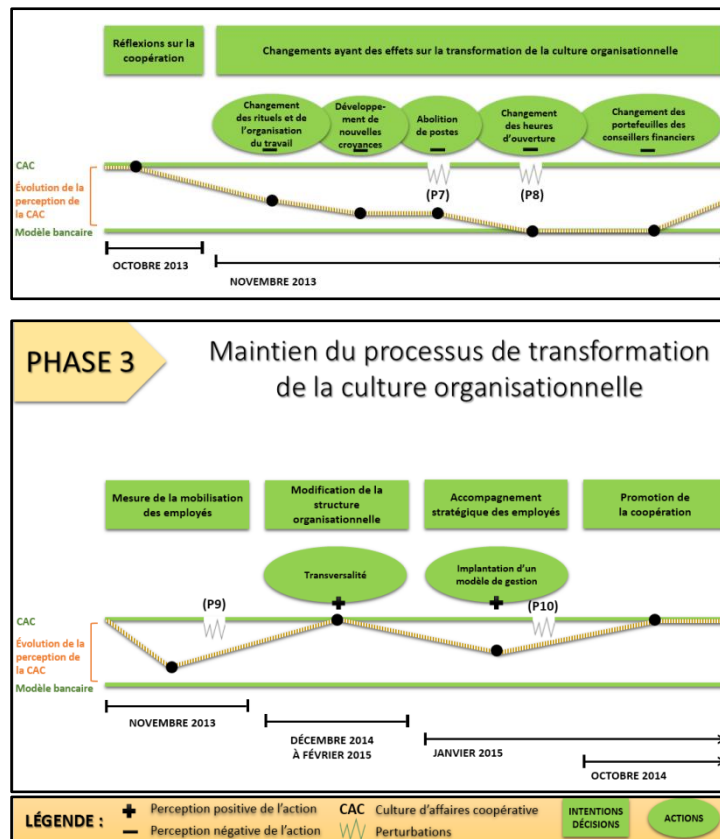 Réflexions sur la
coopération
Changements ayant des effets sur la transformation de la culture organisationnelle
Changement
des rituels et de
l'organisation
du travail
Développe-
ment de
nouvelles
croyances
Abolition
de postes
Changement
des heures
d'ouverture
Changement des
portefeuilles des
conseillers financiers
CAC
(P7)
(P8)
Évolution de la
perception de
la CAC
Modèle bancaire
OCTOBRE 2013
NOVEMBRE 2013
PHASE 3
Maintien du processus de transformation
de la culture organisationnelle
Mesure de la mobilisation
des employés
Modification de la
structure
organisationnelle
Accompagnement
stratégique des employés
Promotion de
la coopération
Transversalité
Implantation d'un
modèle de gestion
(P9)
(P10)
CAC
Évolution de la
perception de
la CAC
Modèle bancaire
NOVEMBRE 2013
DÉCEMBRE 2014
À FÉVRIER 2015
JANVIER 2015
OCTOBRE 2014
LÉGENDE :
Perception positive de l'action
Perception négative de l'action
CAC Culture d'affaires coopérative
Perturbations
INTENTIONS
DÉCISIONS
ACTIONS